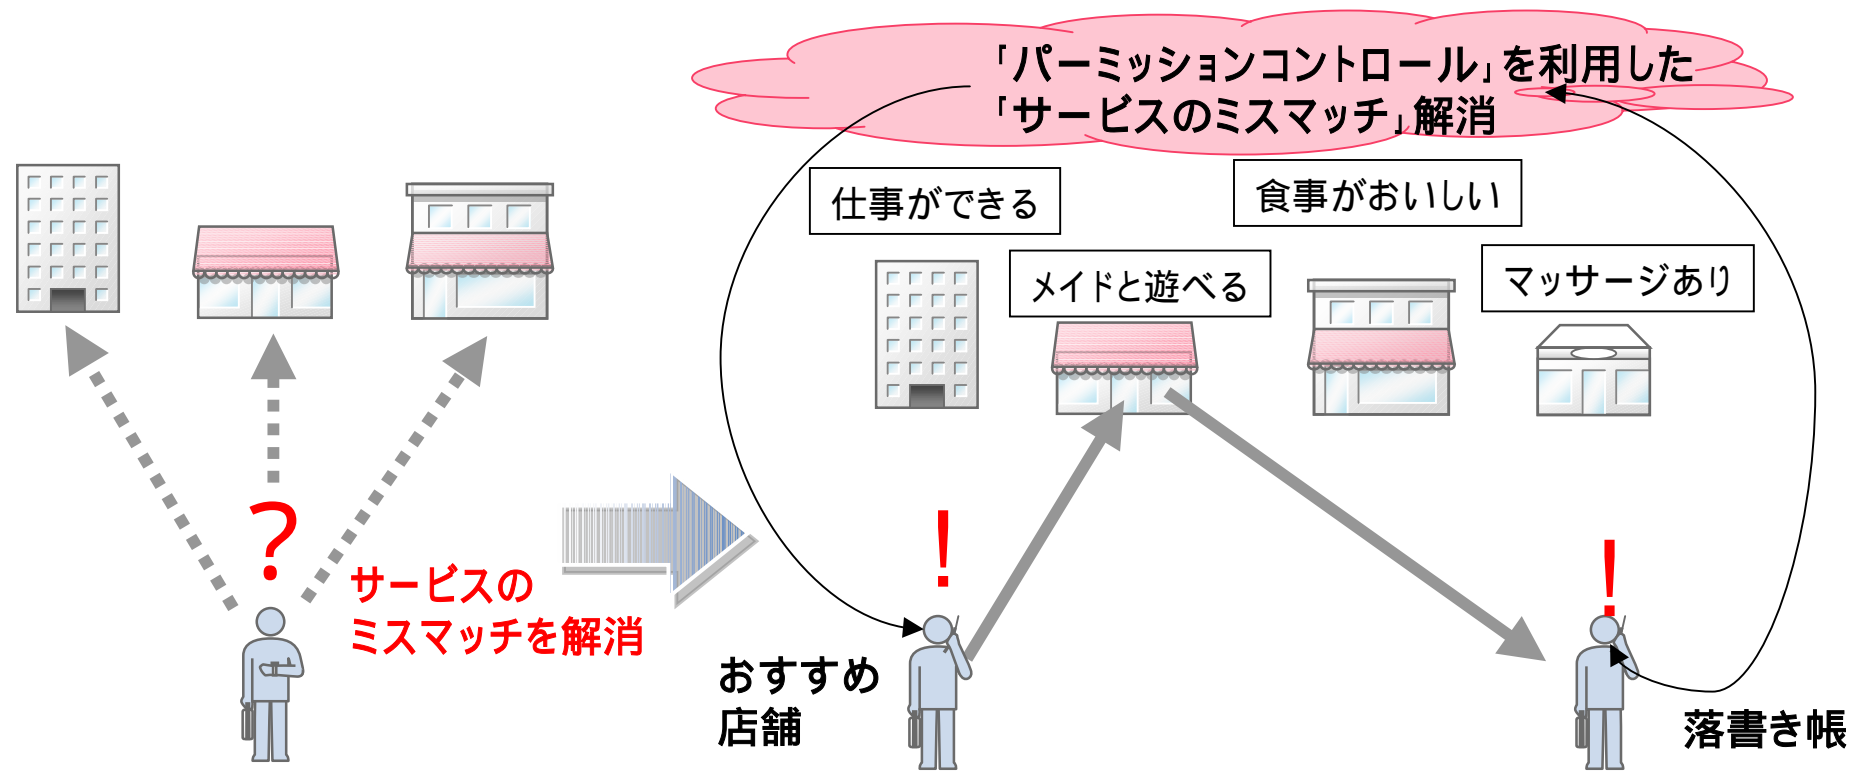 「パーミッションコントロール」を利用した
「サービスのミスマッチ」解消
仕事ができる
食事がおいしい
メイドと遊べる
マッサージあり
?
サービスの
ミスマッチを解消
!
!
おすすめ
店舗
落書き帳